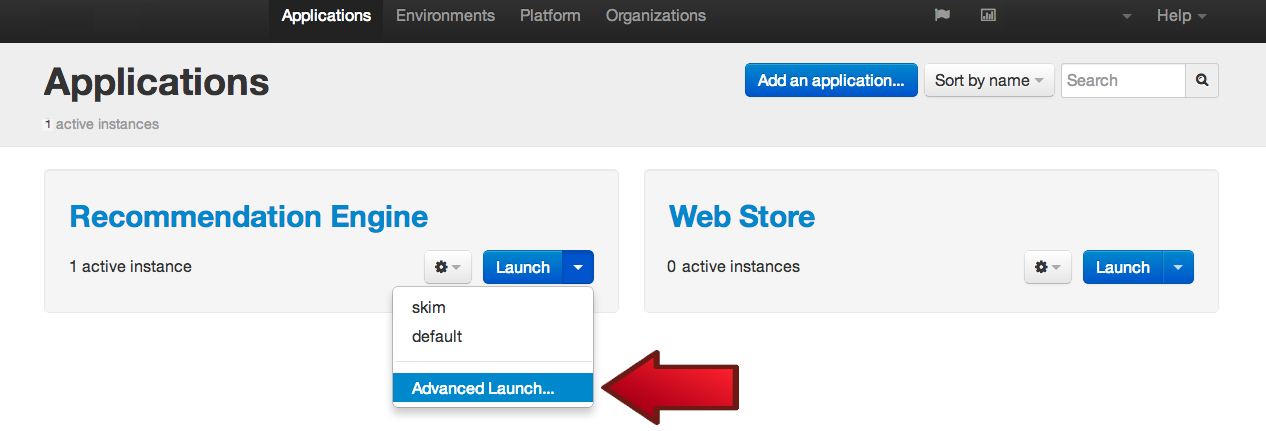 Applications Environments Platform Organizations Help
Applications
Add an application... Sort by name Search
1 active instances
Recommendation Engine
1 active instance Launch
skim
default
Advanced Launch...
Web Store
0 active instances Launch